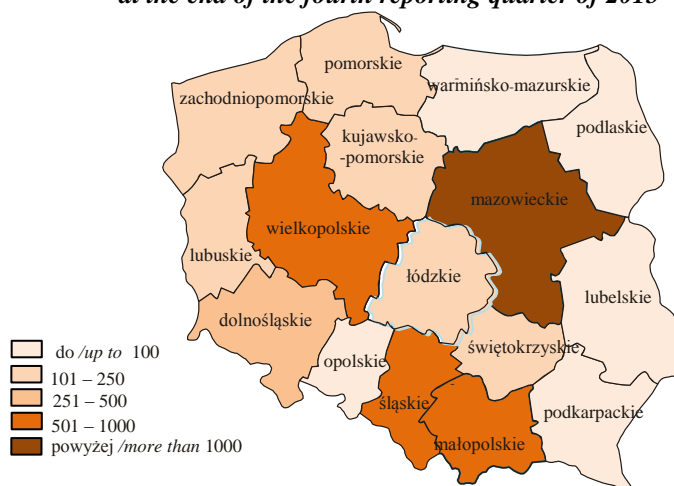 at the end of the fourth reporting quarter of 2015
pomorskie
warmińsko-mazurskie
zachodniopomorskie
podlaskie
kujawsko-
-pomorskie
mazowieckie
wielkopolskie
lubuskie
łódzkie
lubelskie
dolnośląskie
świętokrzyskie
opolskie
śląskie
podkarpackie
małopolskie
do /up to 100
101 – 250
251 – 500
501 – 1000
powyżej /more than 1000